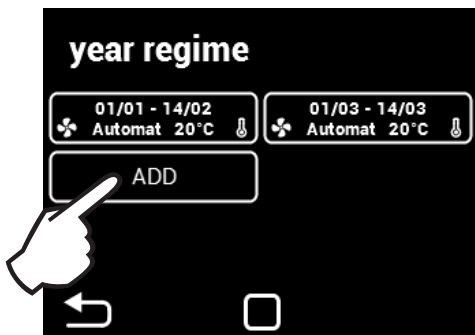 year regime
01/01 - 14/02
Automat 20°C
01/03 - 14/03
Automat 20°C
ADD